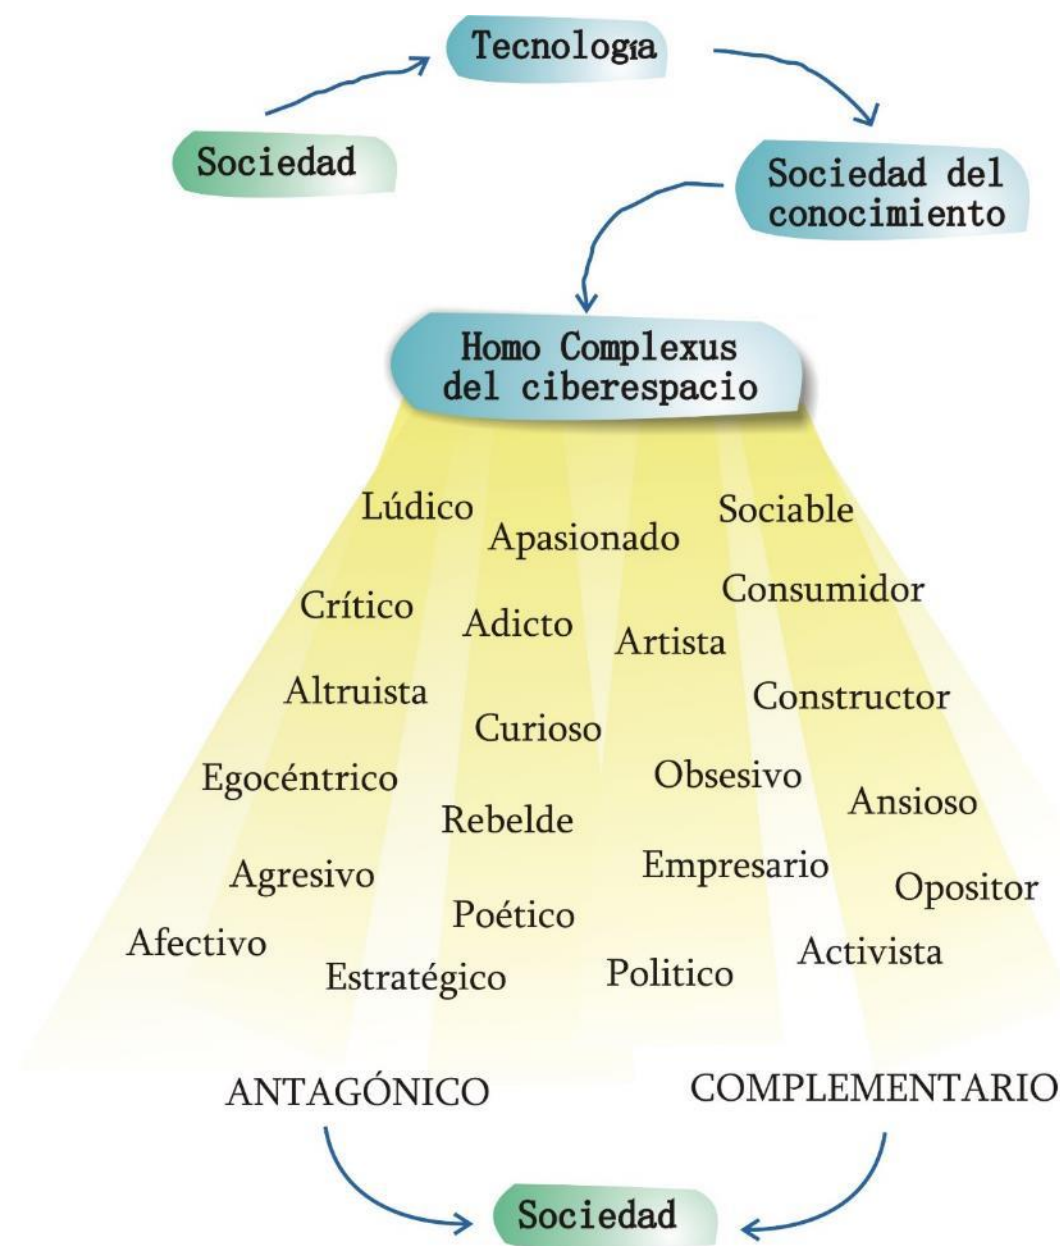 Tecnología
Sociedad
Sociedad del
conocimiento
Homo Complexus
del ciberespacio
Lúdico
Sociable
Apasionado
Consumidor
Crítico
Adicto
Artista
Altruista
Constructor
Curioso
Egocéntrico
Obsesivo
Ansioso
Rebelde
Agresivo
Empresario
Opositor
Poético
Afectivo
Activista
Estratégico
Politico
ANTAGÓNICO
COMPLEMENTARIO
Sociedad